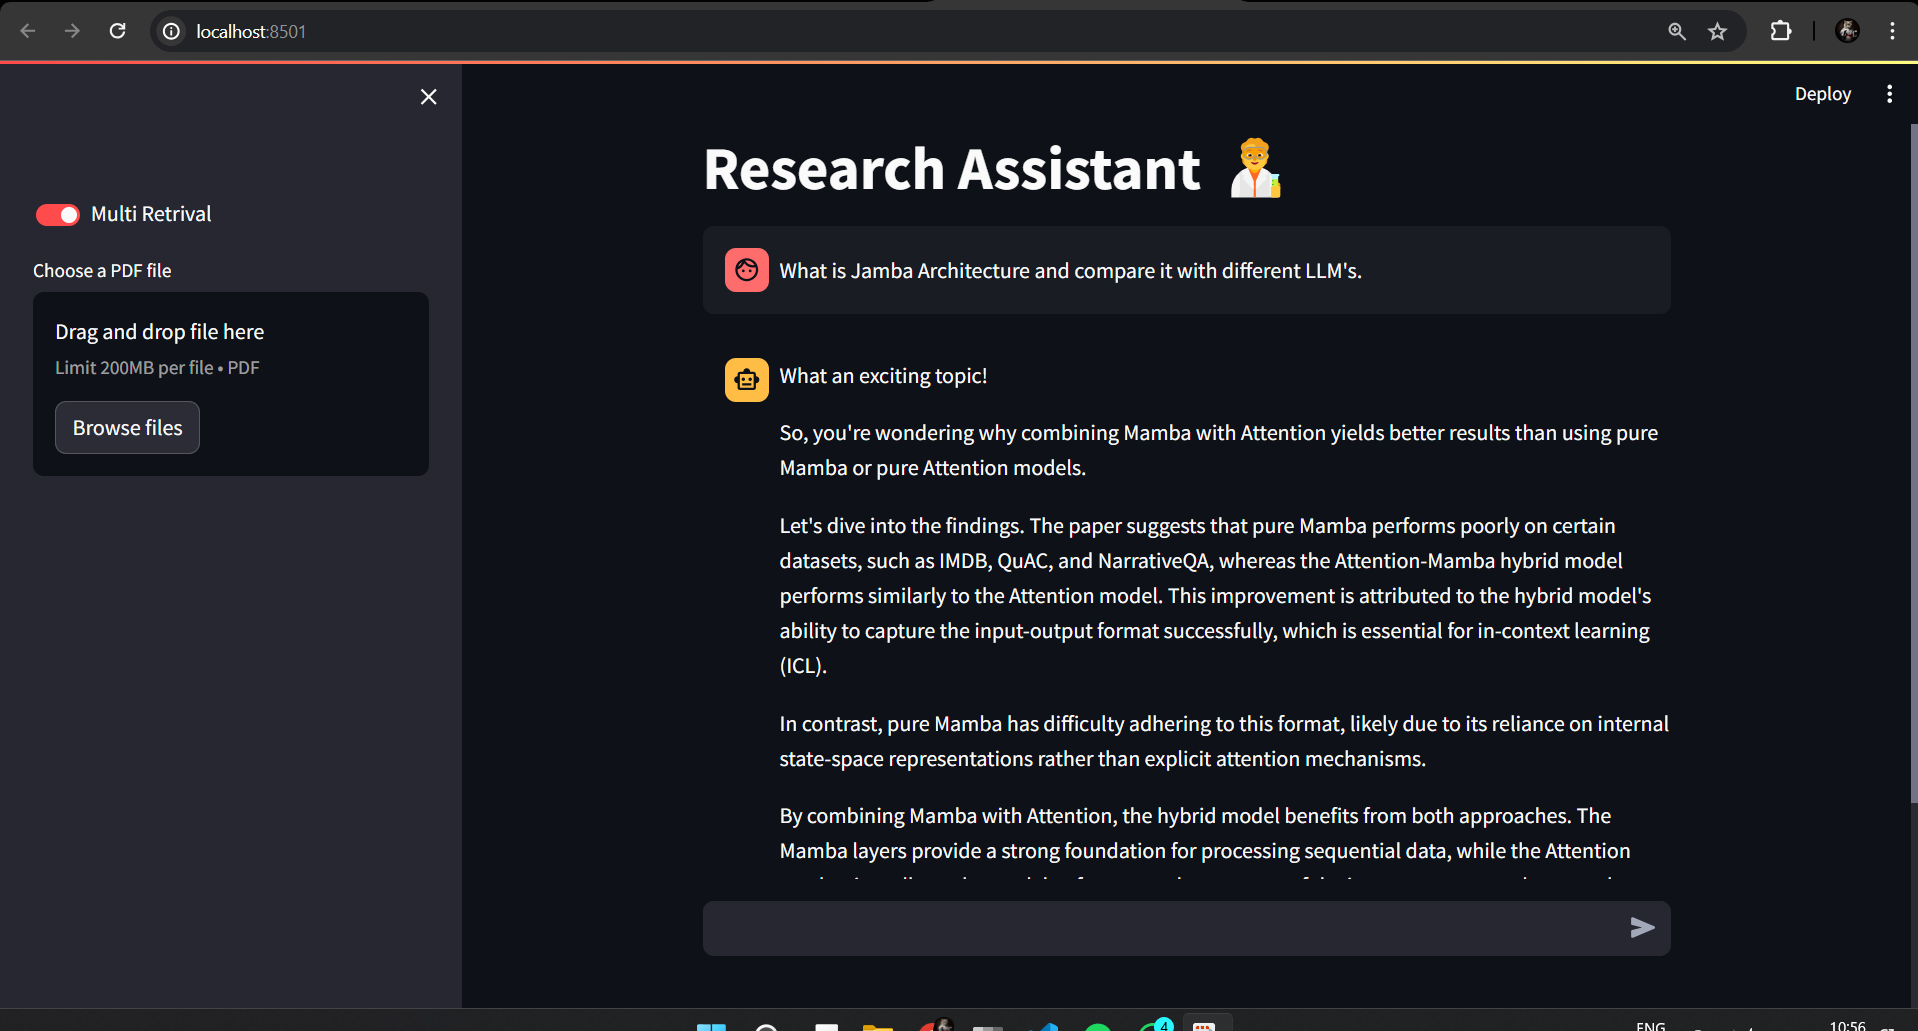 localhost:8501
Deploy
Multi Retrival
Choose a PDF file
Drag and drop file here
Limit 200MB per file • PDF
Browse files
Research Assistant
What is Jamba Architecture and compare it with different LLM's.
What an exciting topic!
So, you're wondering why combining Mamba with Attention yields better results than using pure
Mamba or pure Attention models.
Let's dive into the findings. The paper suggests that pure Mamba performs poorly on certain
datasets, such as IMDB, QuAC, and NarrativeQA, whereas the Attention-Mamba hybrid model
performs similarly to the Attention model. This improvement is attributed to the hybrid model's
ability to capture the input-output format successfully, which is essential for in-context learning
(ICL).
In contrast, pure Mamba has difficulty adhering to this format, likely due to its reliance on internal
state-space representations rather than explicit attention mechanisms.
By combining Mamba with Attention, the hybrid model benefits from both approaches. The
Mamba layers provide a strong foundation for processing sequential data, while the Attention
4
ENG
10:56